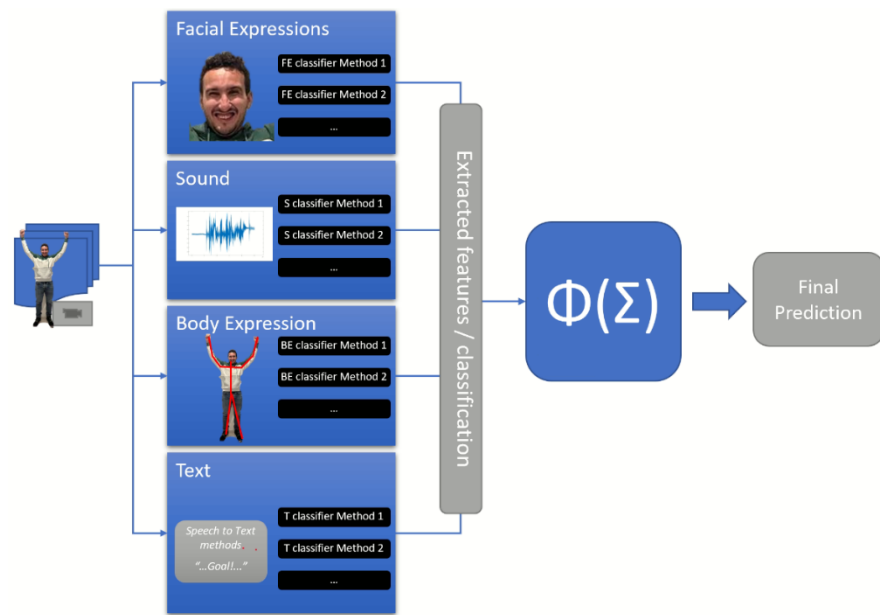 Facial Expressions
FE classifier Method 1
FE classifier Method 2
...
Sound
S classifier Method 1
S classifier Method 2
...
Body Expression
BE classifier Method 1
BE classifier Method 2
...
Text
Speech to Text
methods.
"...Goal!..."
T classifier Method 1
T classifier Method 2
...
Extracted features / classification
Φ(Σ)
Final
Prediction